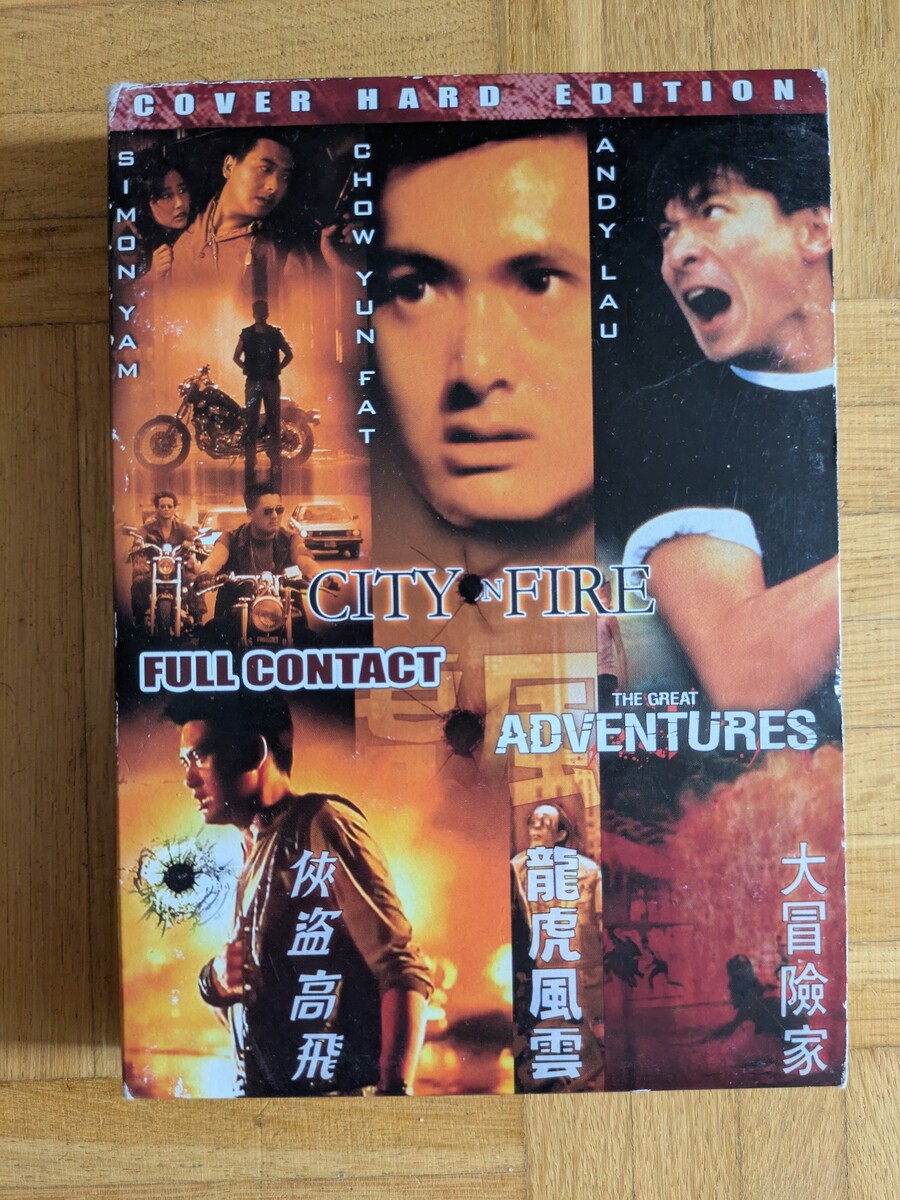 COVER HARD EDITION
SIMON YAM
CHOW YUN FAT
ANDY LAU
CITY ON FIRE
FULL CONTACT
THE GREAT
ADVENTURES
俠盜高飛
龍虎風雲
大冒險家